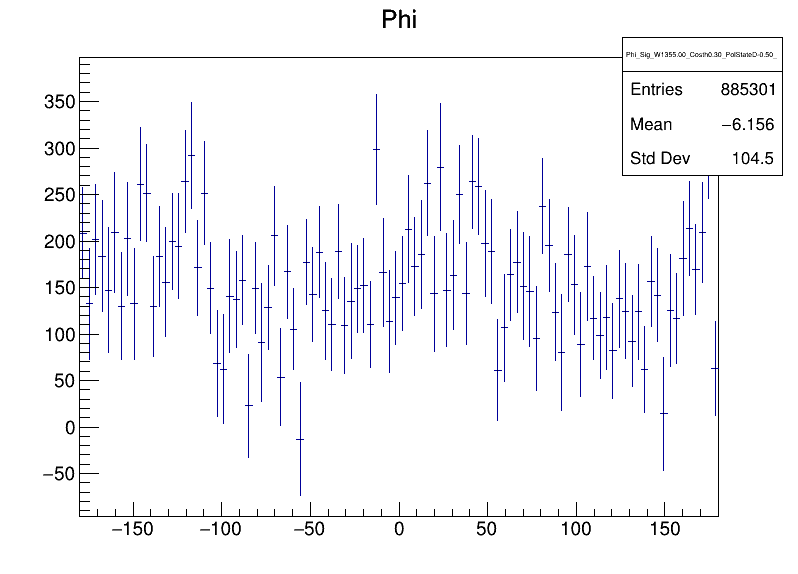 Phi
Phi_Sig_W1355.00_Costh0.30_PolStateD-0.50_
Entries 885301
Mean −6.156
Std Dev 104.5
350
300
250
200
150
100
50
0
−50
−150 −100 −50 0 50 100 150